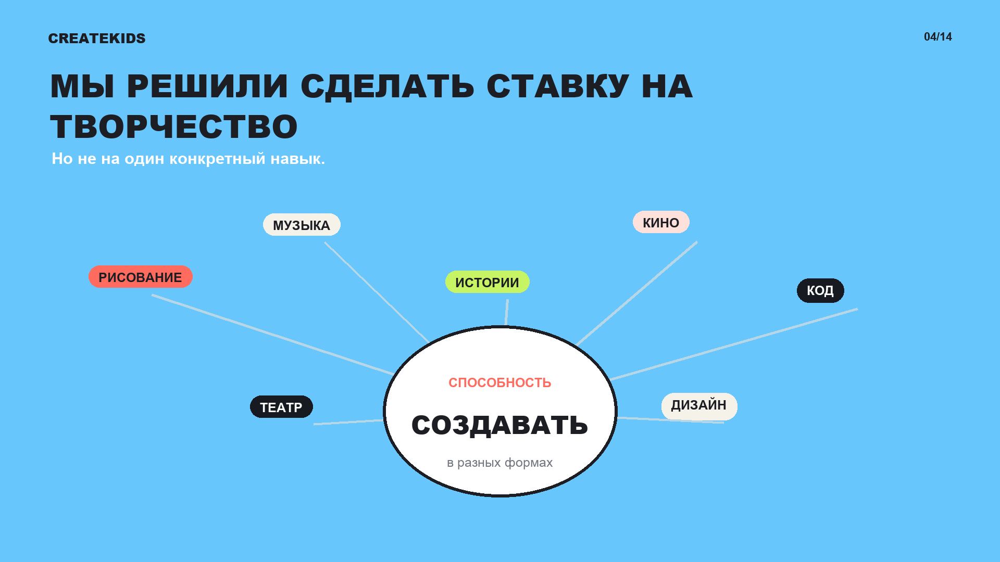 CREATEKIDS
04/14
МЫ РЕШИЛИ СДЕЛАТЬ СТАВКУ НА
ТВОРЧЕСТВО
Но не на один конкретный навык.
МУЗЫКА
КИНО
РИСОВАНИЕ
ИСТОРИИ
КОД
ТЕАТР
СПОСОБНОСТЬ
СОЗДАВАТЬ
в разных формах
ДИЗАЙН